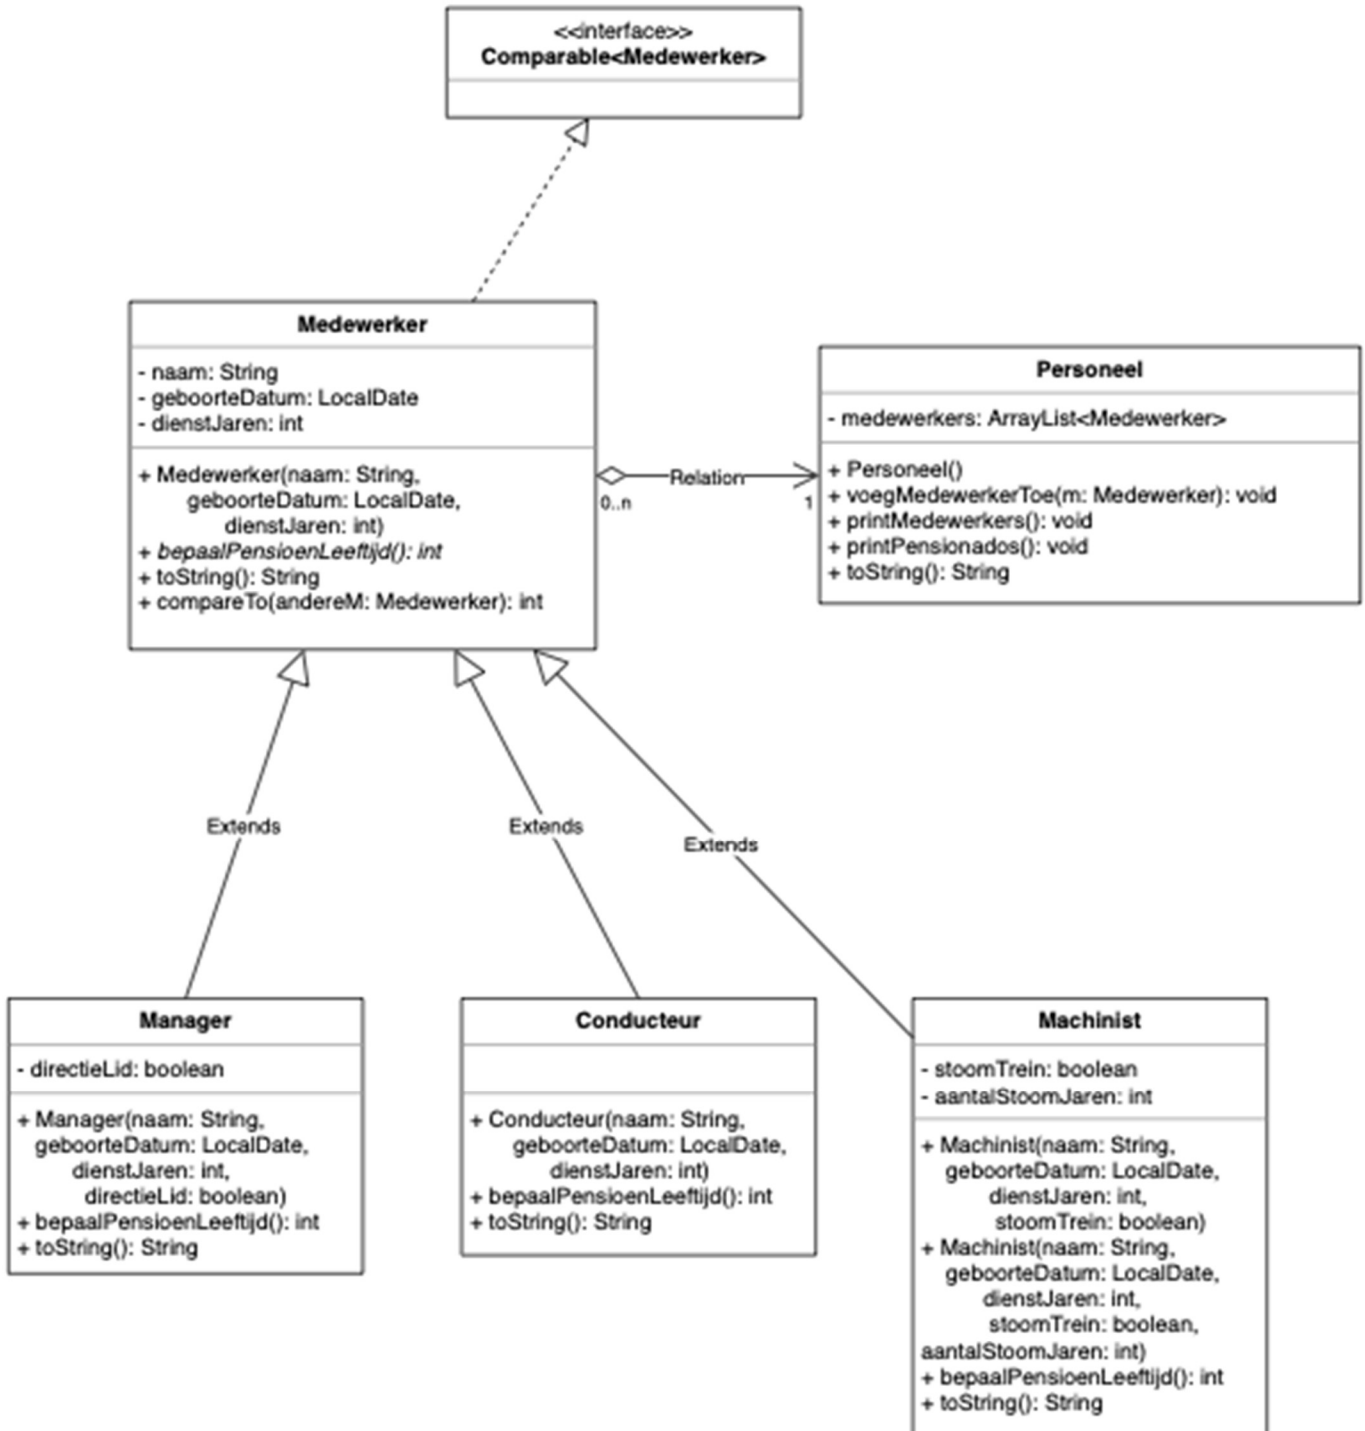 <<interface>>
Comparable<Medewerker>
Medewerker
- naam: String
- geboorteDatum: LocalDate
- dienstJaren: int
+ Medewerker(naam: String,
geboorteDatum: LocalDate,
dienstJaren: int)
+ bepaalPensioenLeeftijd(): int
+ toString(): String
+ compareTo(andereM: Medewerker): int
Relation
0..n
1
Personeel
- medewerkers: ArrayList<Medewerker>
+ Personeel()
+ voegMedewerkerToe(m: Medewerker): void
+ printMedewerkers(): void
+ printPensionados(): void
+ toString(): String
Extends
Extends
Extends
Manager
- directieLid: boolean
+ Manager(naam: String,
geboorteDatum: LocalDate,
dienstJaren: int,
directieLid: boolean)
+ bepaalPensioenLeeftijd(): int
+ toString(): String
Conducteur
+ Conducteur(naam: String,
geboorteDatum: LocalDate,
dienstJaren: int)
+ bepaalPensioenLeeftijd(): int
+ toString(): String
Machinist
- stoomTrein: boolean
- aantalStoomJaren: int
+ Machinist(naam: String,
geboorteDatum: LocalDate,
dienstJaren: int,
stoomTrein: boolean)
+ Machinist(naam: String,
geboorteDatum: LocalDate,
dienstJaren: int,
stoomTrein: boolean,
aantalStoomJaren: int)
+ bepaalPensioenLeeftijd(): int
+ toString(): String